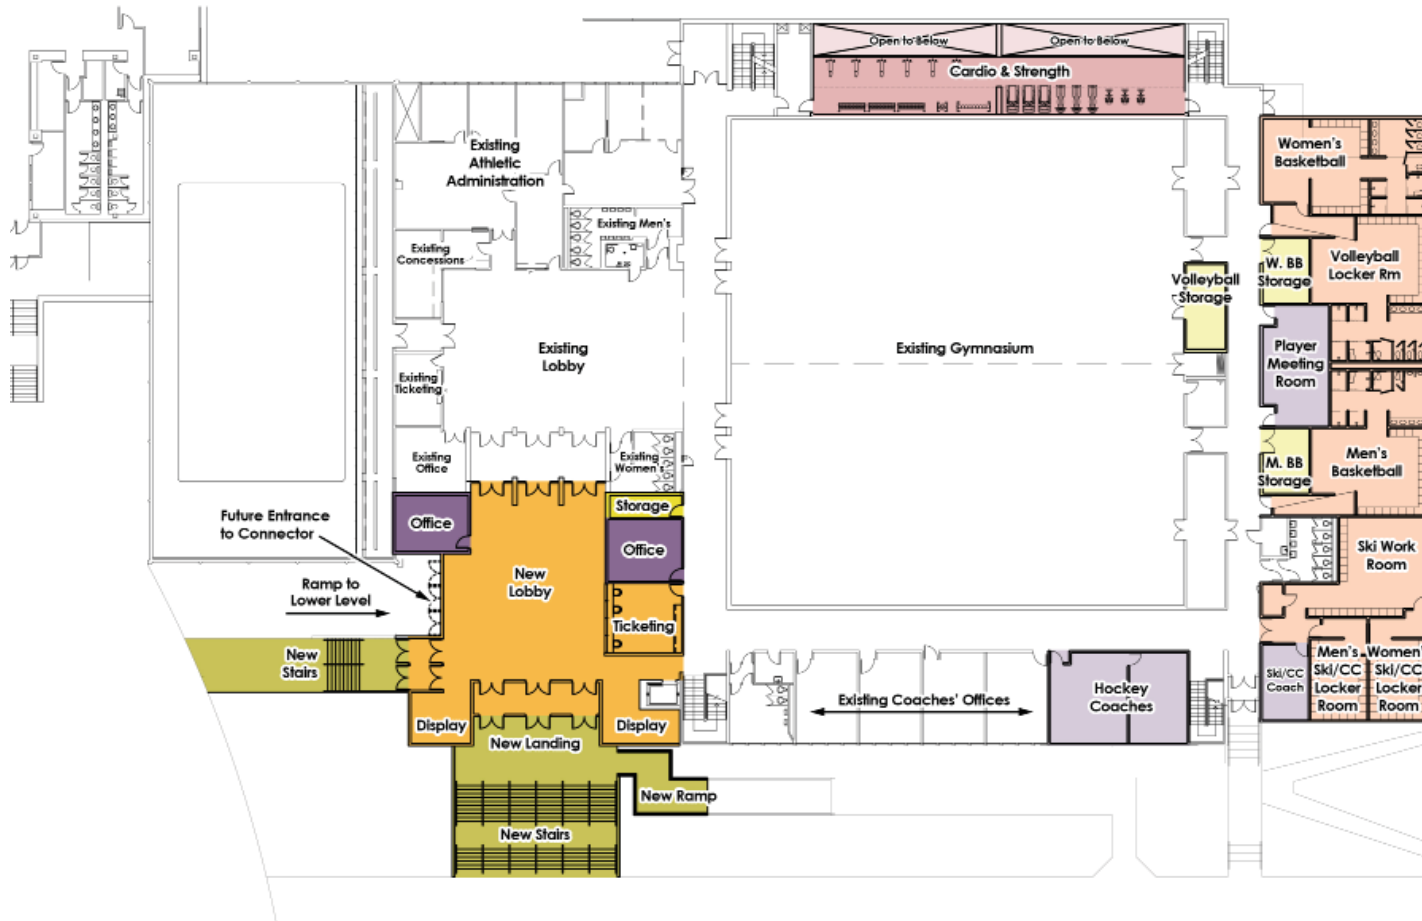 Open to Below
Open to Below
Cardio & Strength
Existing
Athletic
Administration
Women's
Basketball
Existing Men's
Existing
Concessions
Volleyball
Storage
W. BB
Storage
Volleyball
Locker Rm
Existing
Lobby
Existing Gymnasium
Player
Meeting
Room
Existing
Ticketing
Existing
Office
Existing
Women's
M. BB
Storage
Men's
Basketball
Future Entrance
to Connector
Office
Storage
Office
Ski Work
Room
Ramp to
Lower Level
New
Lobby
Ticketing
New
Stairs
Ski/CC
Coach
Men's
Ski/CC
Locker
Room
Women'
Ski/CC
Locker
Room
Existing Coaches' Offices
Hockey
Coaches
Display
New Landing
Display
New Ramp
New Stairs